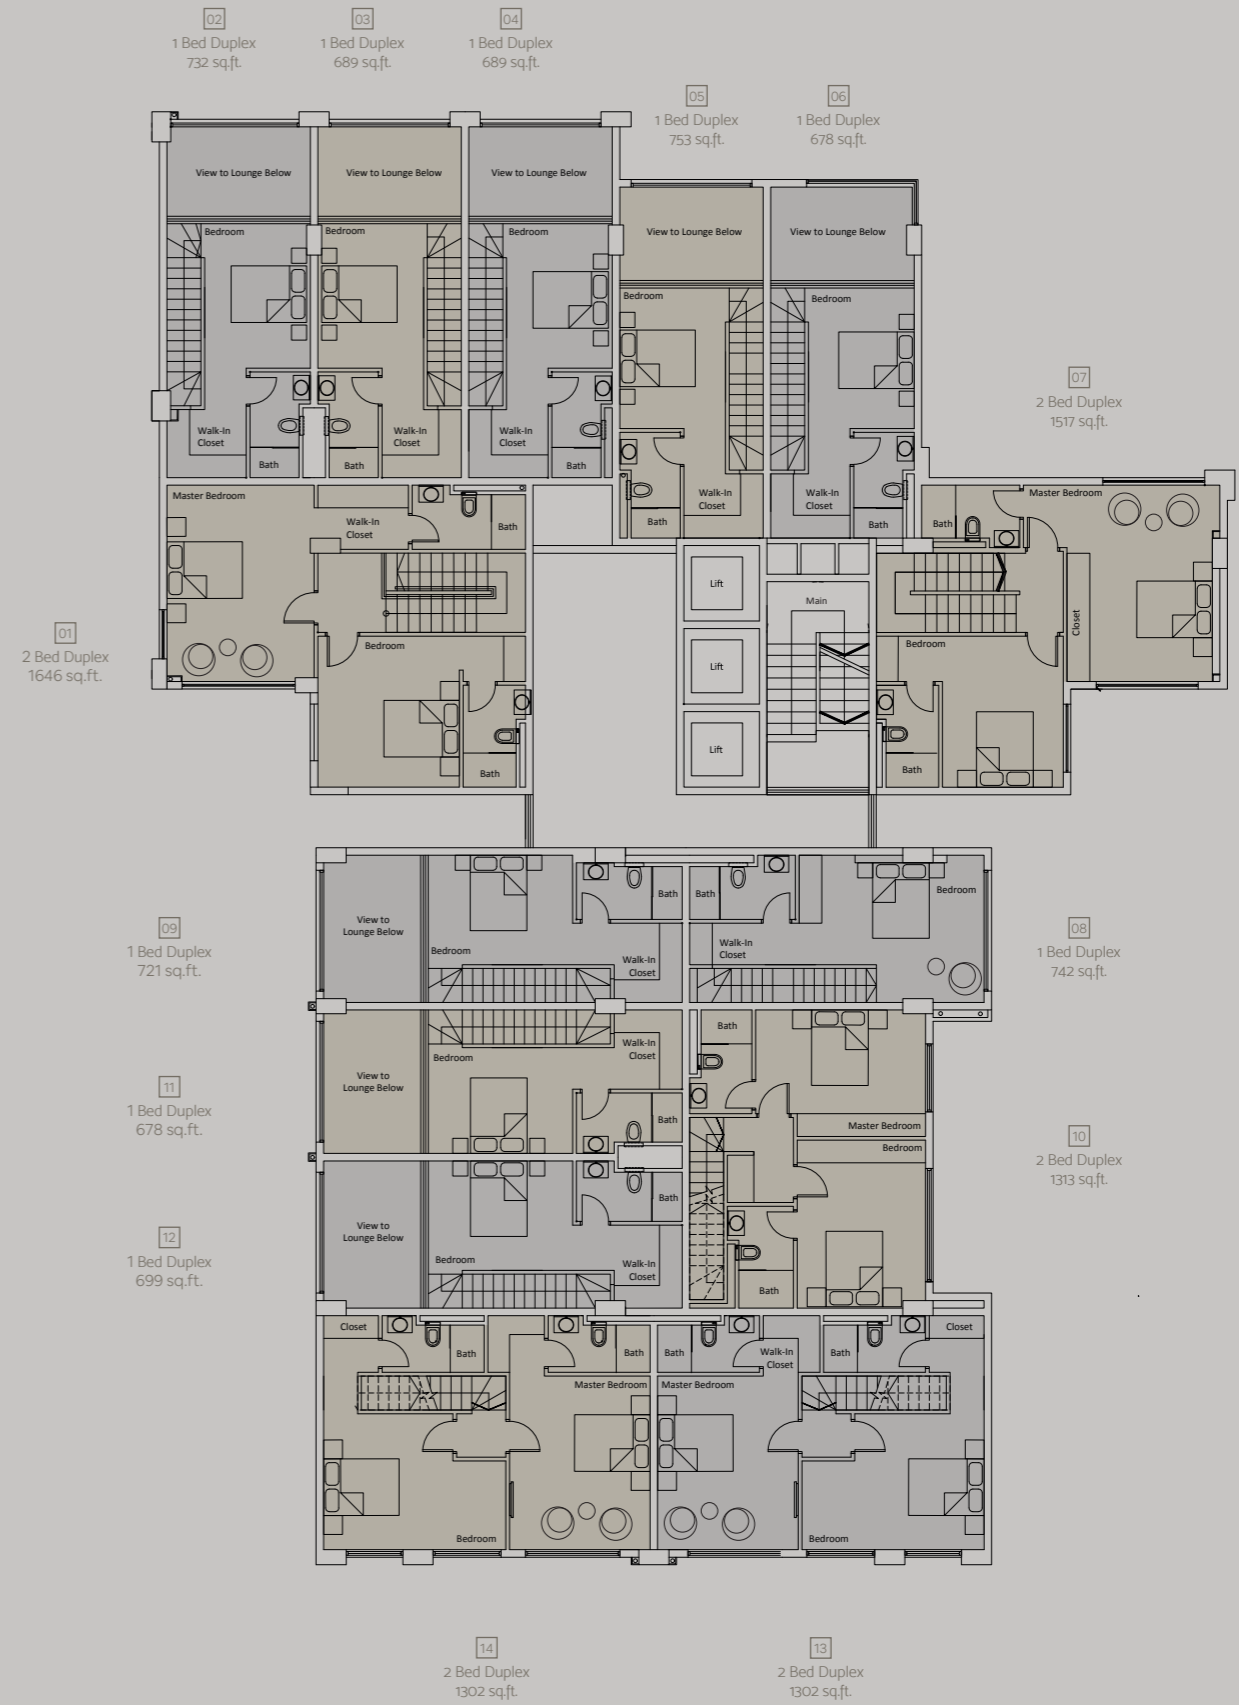 02
1 Bed Duplex
732 sq.ft.
03
1 Bed Duplex
689 sq.ft.
04
1 Bed Duplex
689 sq.ft.
05
1 Bed Duplex
753 sq.ft.
06
1 Bed Duplex
678 sq.ft.
View to Lounge Below
View to Lounge Below
View to Lounge Below
View to Lounge Below
View to Lounge Below
Bedroom
Bedroom
Bedroom
Bedroom
Bedroom
07
2 Bed Duplex
1517 sq.ft.
Walk-In
Closet
Bath
Bath
Walk-In
Closet
Walk-In
Closet
Bath
Walk-In
Closet
Bath
Walk-In
Closet
Bath
Master Bedroom
Walk-In
Closet
Bath
Bath
Master Bedroom
Closet
Lift
Main
Lift
Lift
01
2 Bed Duplex
1646 sq.ft.
Bedroom
Bath
Bedroom
Bath
09
1 Bed Duplex
721 sq.ft.
View to
Lounge Below
Bedroom
Bath
Walk-In
Closet
Bath
Walk-In
Closet
Bedroom
08
1 Bed Duplex
742 sq.ft.
11
1 Bed Duplex
678 sq.ft.
View to
Lounge Below
Bedroom
Walk-In
Closet
Bath
Bath
Master Bedroom
Bedroom
Bath
10
2 Bed Duplex
1313 sq.ft.
12
1 Bed Duplex
699 sq.ft.
View to
Lounge Below
Bedroom
Bath
Walk-In
Closet
Closet
Bath
Bath
Master Bedroom
Bedroom
Bath
Walk-In
Closet
Master Bedroom
Bath
Closet
Bedroom
14
2 Bed Duplex
1302 sq.ft.
13
2 Bed Duplex
1302 sq.ft.